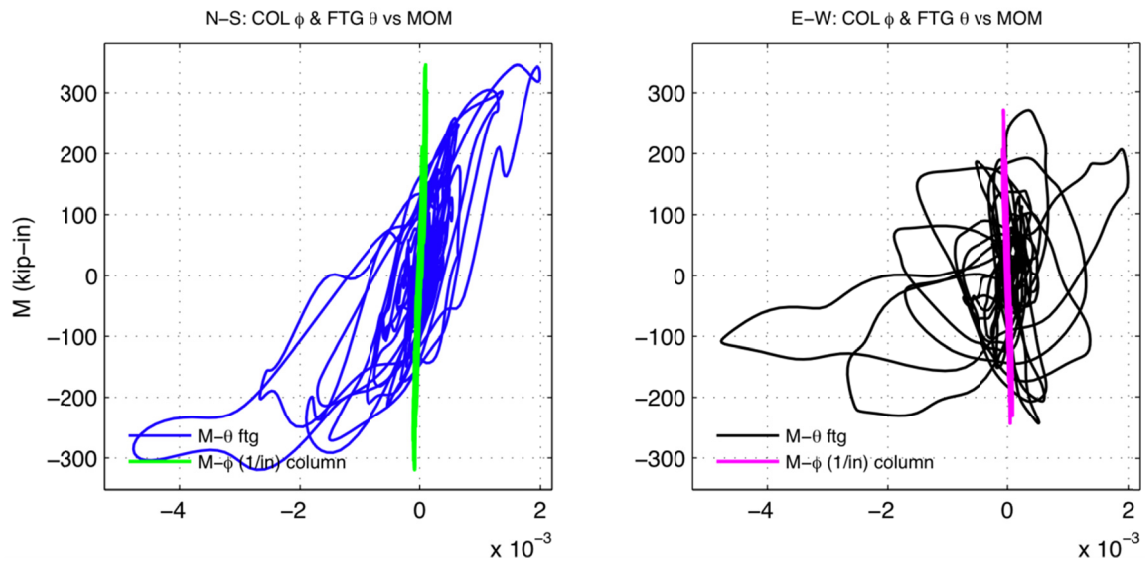 N−S: COL ϕ & FTG θ vs MOM
M (kip−in)
300
200
100
0
−100
−200
−300
−4
−2
0
2
x 10⁻³
M−θ ftg
M−ϕ (1/in) column
E−W: COL ϕ & FTG θ vs MOM
300
200
100
0
−100
−200
−300
−4
−2
0
2
x 10⁻³
M−θ ftg
M−ϕ (1/in) column